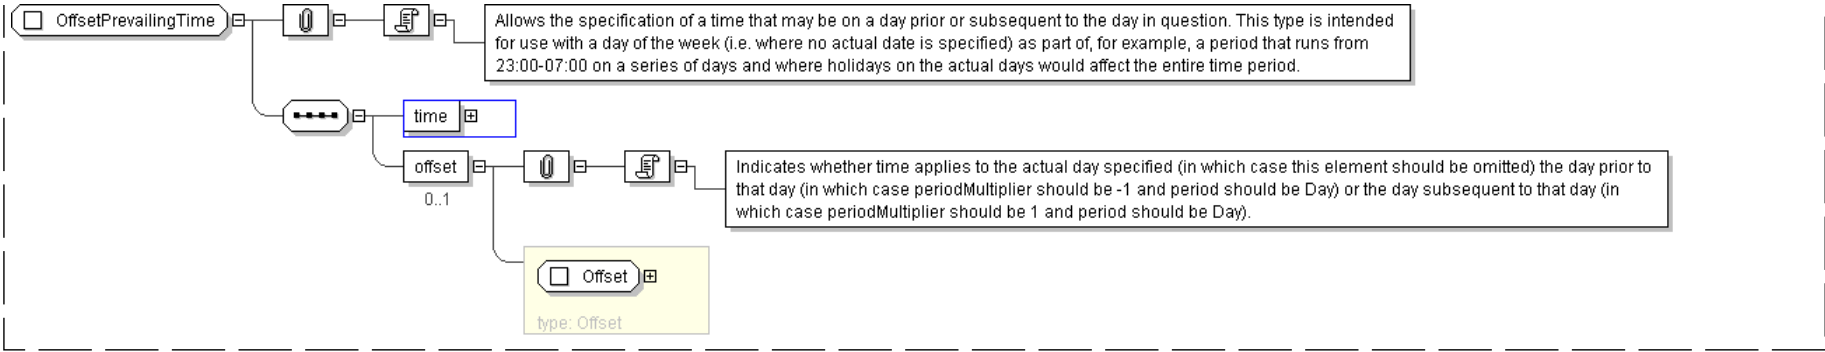 OffsetPrevailingTime
Allows the specification of a time that may be on a day prior or subsequent to the day in question. This type is intended
for use with a day of the week (i.e. where no actual date is specified) as part of, for example, a period that runs from
23:00-07:00 on a series of days and where holidays on the actual days would affect the entire time period.
time
offset
0..1
Indicates whether time applies to the actual day specified (in which case this element should be omitted) the day prior to
that day (in which case periodMultiplier should be -1 and period should be Day) or the day subsequent to that day (in
which case periodMultiplier should be 1 and period should be Day).
Offset
type: Offset